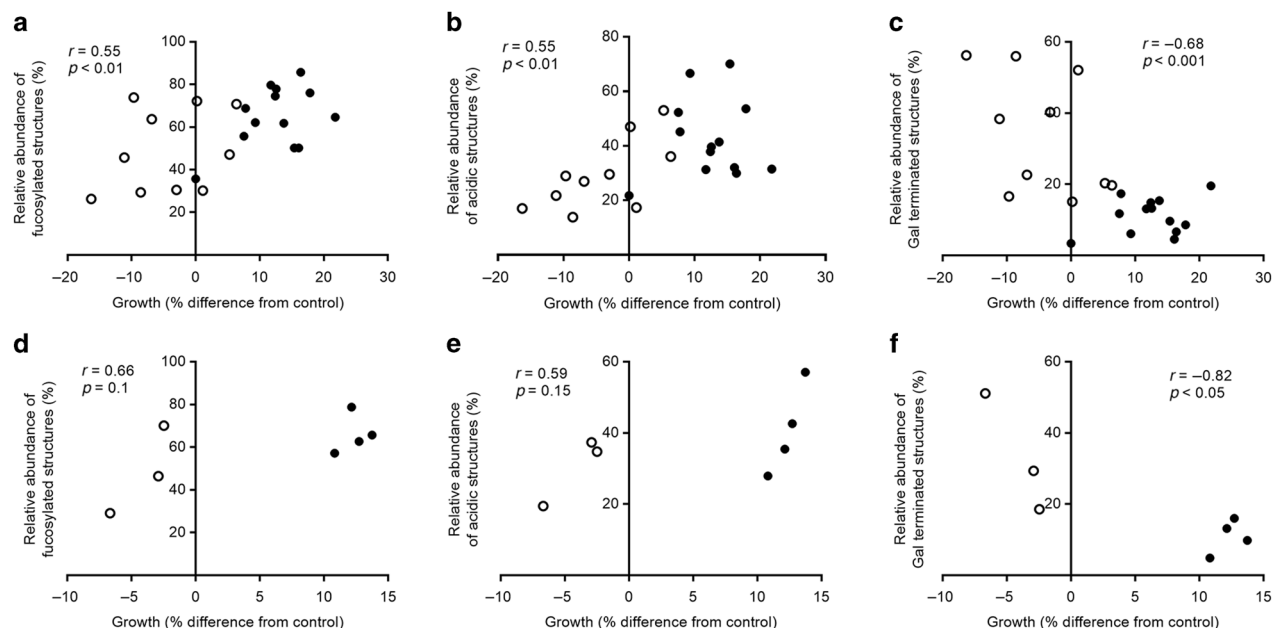 a
r = 0.55
p < 0.01
Relative abundance of
fucosylated structures (%)
100
80
60
40
20
–20
–10
0
10
20
30
Growth (% difference from control)
b
r = 0.55
p < 0.01
Relative abundance
of acidic structures (%)
80
60
40
20
–20
–10
0
10
20
30
Growth (% difference from control)
c
r = –0.68
p < 0.001
Relative abundance of
Gal terminated structures (%)
60
40
20
–20
–10
0
10
20
30
Growth (% difference from control)
d
r = 0.66
p = 0.1
Relative abundance of
fucosylated structures (%)
100
80
60
40
20
–10
–5
0
5
10
15
Growth (% difference from control)
e
r = 0.59
p = 0.15
Relative abundance
of acidic structures (%)
60
40
20
–10
–5
0
5
10
15
Growth (% difference from control)
f
r = –0.82
p < 0.05
Relative abundance of
Gal terminated structures (%)
60
40
20
–10
–5
0
5
10
15
Growth (% difference from control)